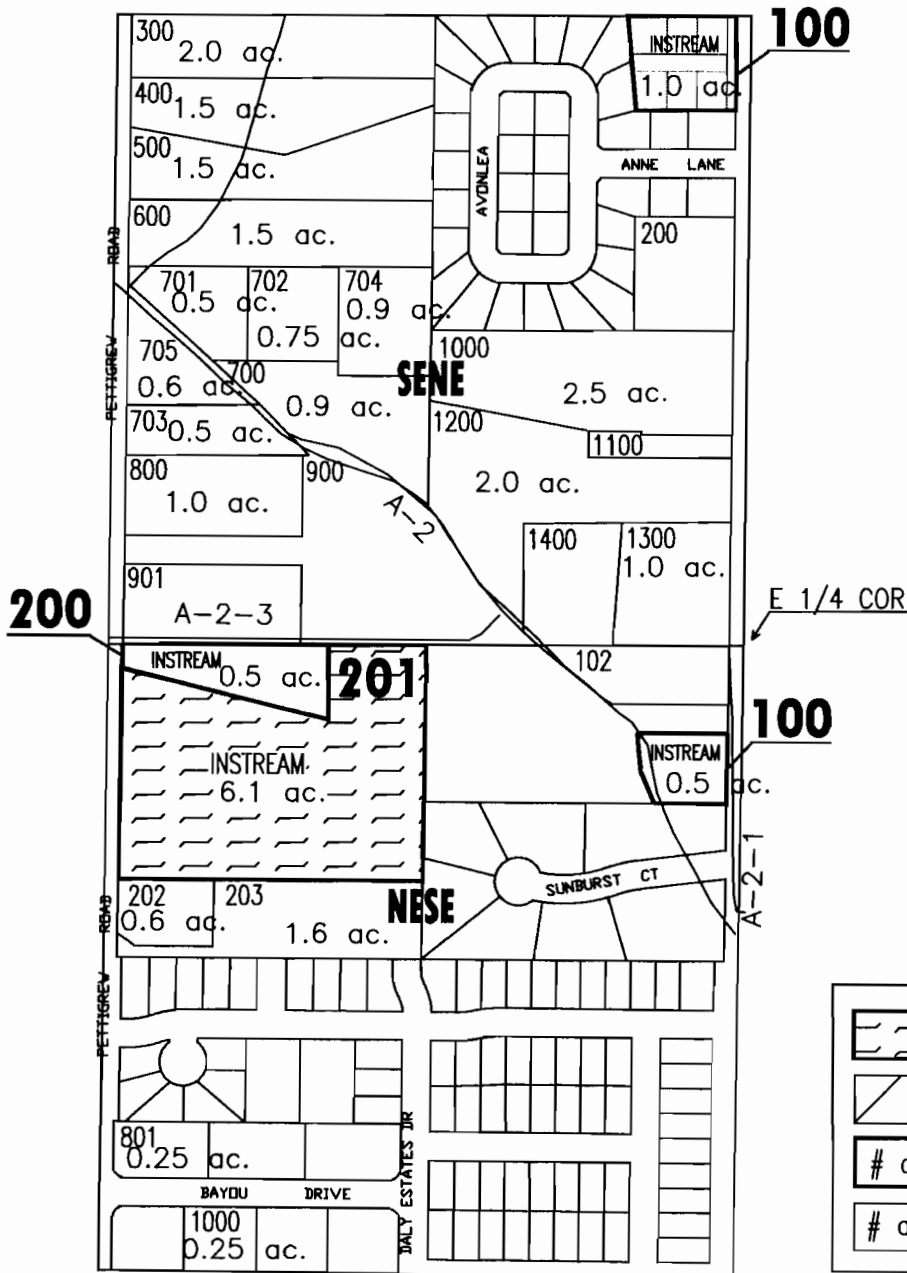 300
2.0 ac.
400
1.5 ac.
500
1.5 ac.
600
1.5 ac.
ROAD
PETTIGREW
701
0.5 ac.
702
0.75 ac.
704
0.9 ac.
705
0.6 ac.
700
0.9 ac.
703
0.5 ac.
800
1.0 ac.
900
A-2
901
A-2-3
SENE
INSTREAM
1.0 ac.
100
AVONLEA
ANNE LANE
200
1000
2.5 ac.
1200
2.0 ac.
1100
1400
1300
1.0 ac.
E 1/4 COR
200
INSTREAM
0.5 ac.
201
INSTREAM
6.1 ac.
102
100
INSTREAM
0.5 ac.
A-2-1
SUNBURST CT
202
0.6 ac.
203
1.6 ac.
NESE
ROAD
PETTIGREW
801
0.25 ac.
BAYOU DRIVE
1000
0.25 ac.
DALY ESTATES DR
# a